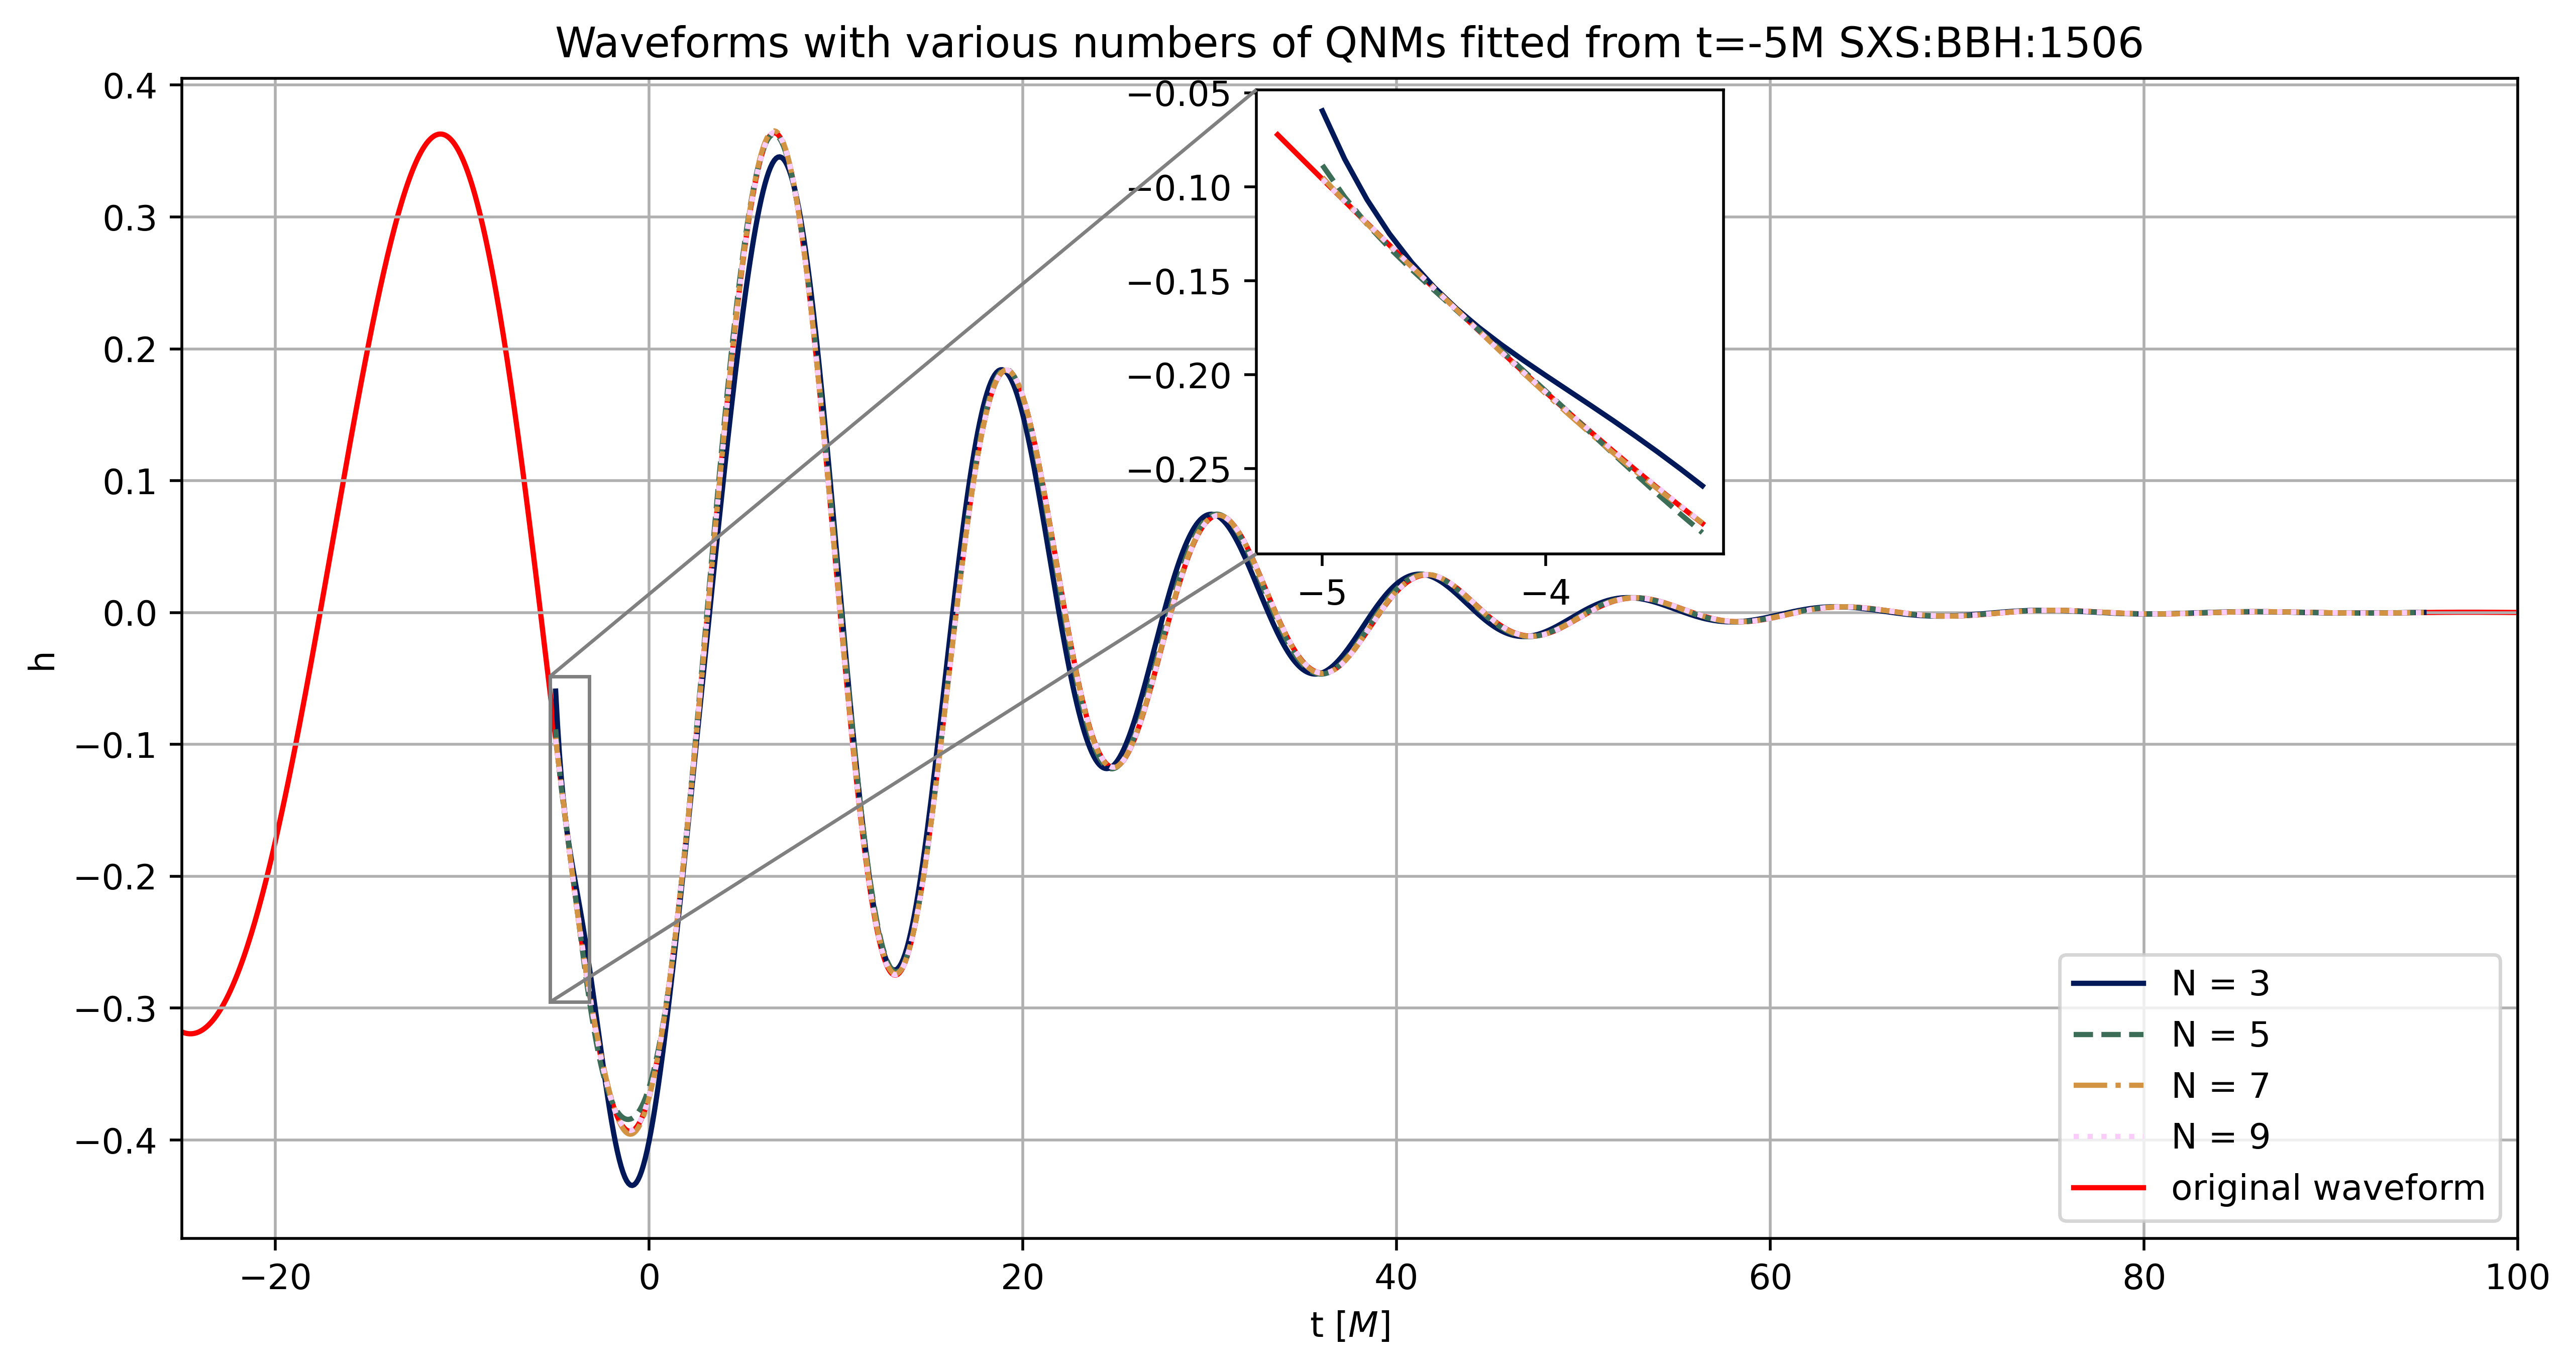 Waveforms with various numbers of QNMs fitted from t=-5M SXS:BBH:1506
0.4
0.3
0.2
0.1
0.0
−0.1
−0.2
−0.3
−0.4
h
−0.05
−0.10
−0.15
−0.20
−0.25
−5 −4
N = 3
N = 5
N = 7
N = 9
original waveform
−20 0 20 40 60 80 100
t [M]